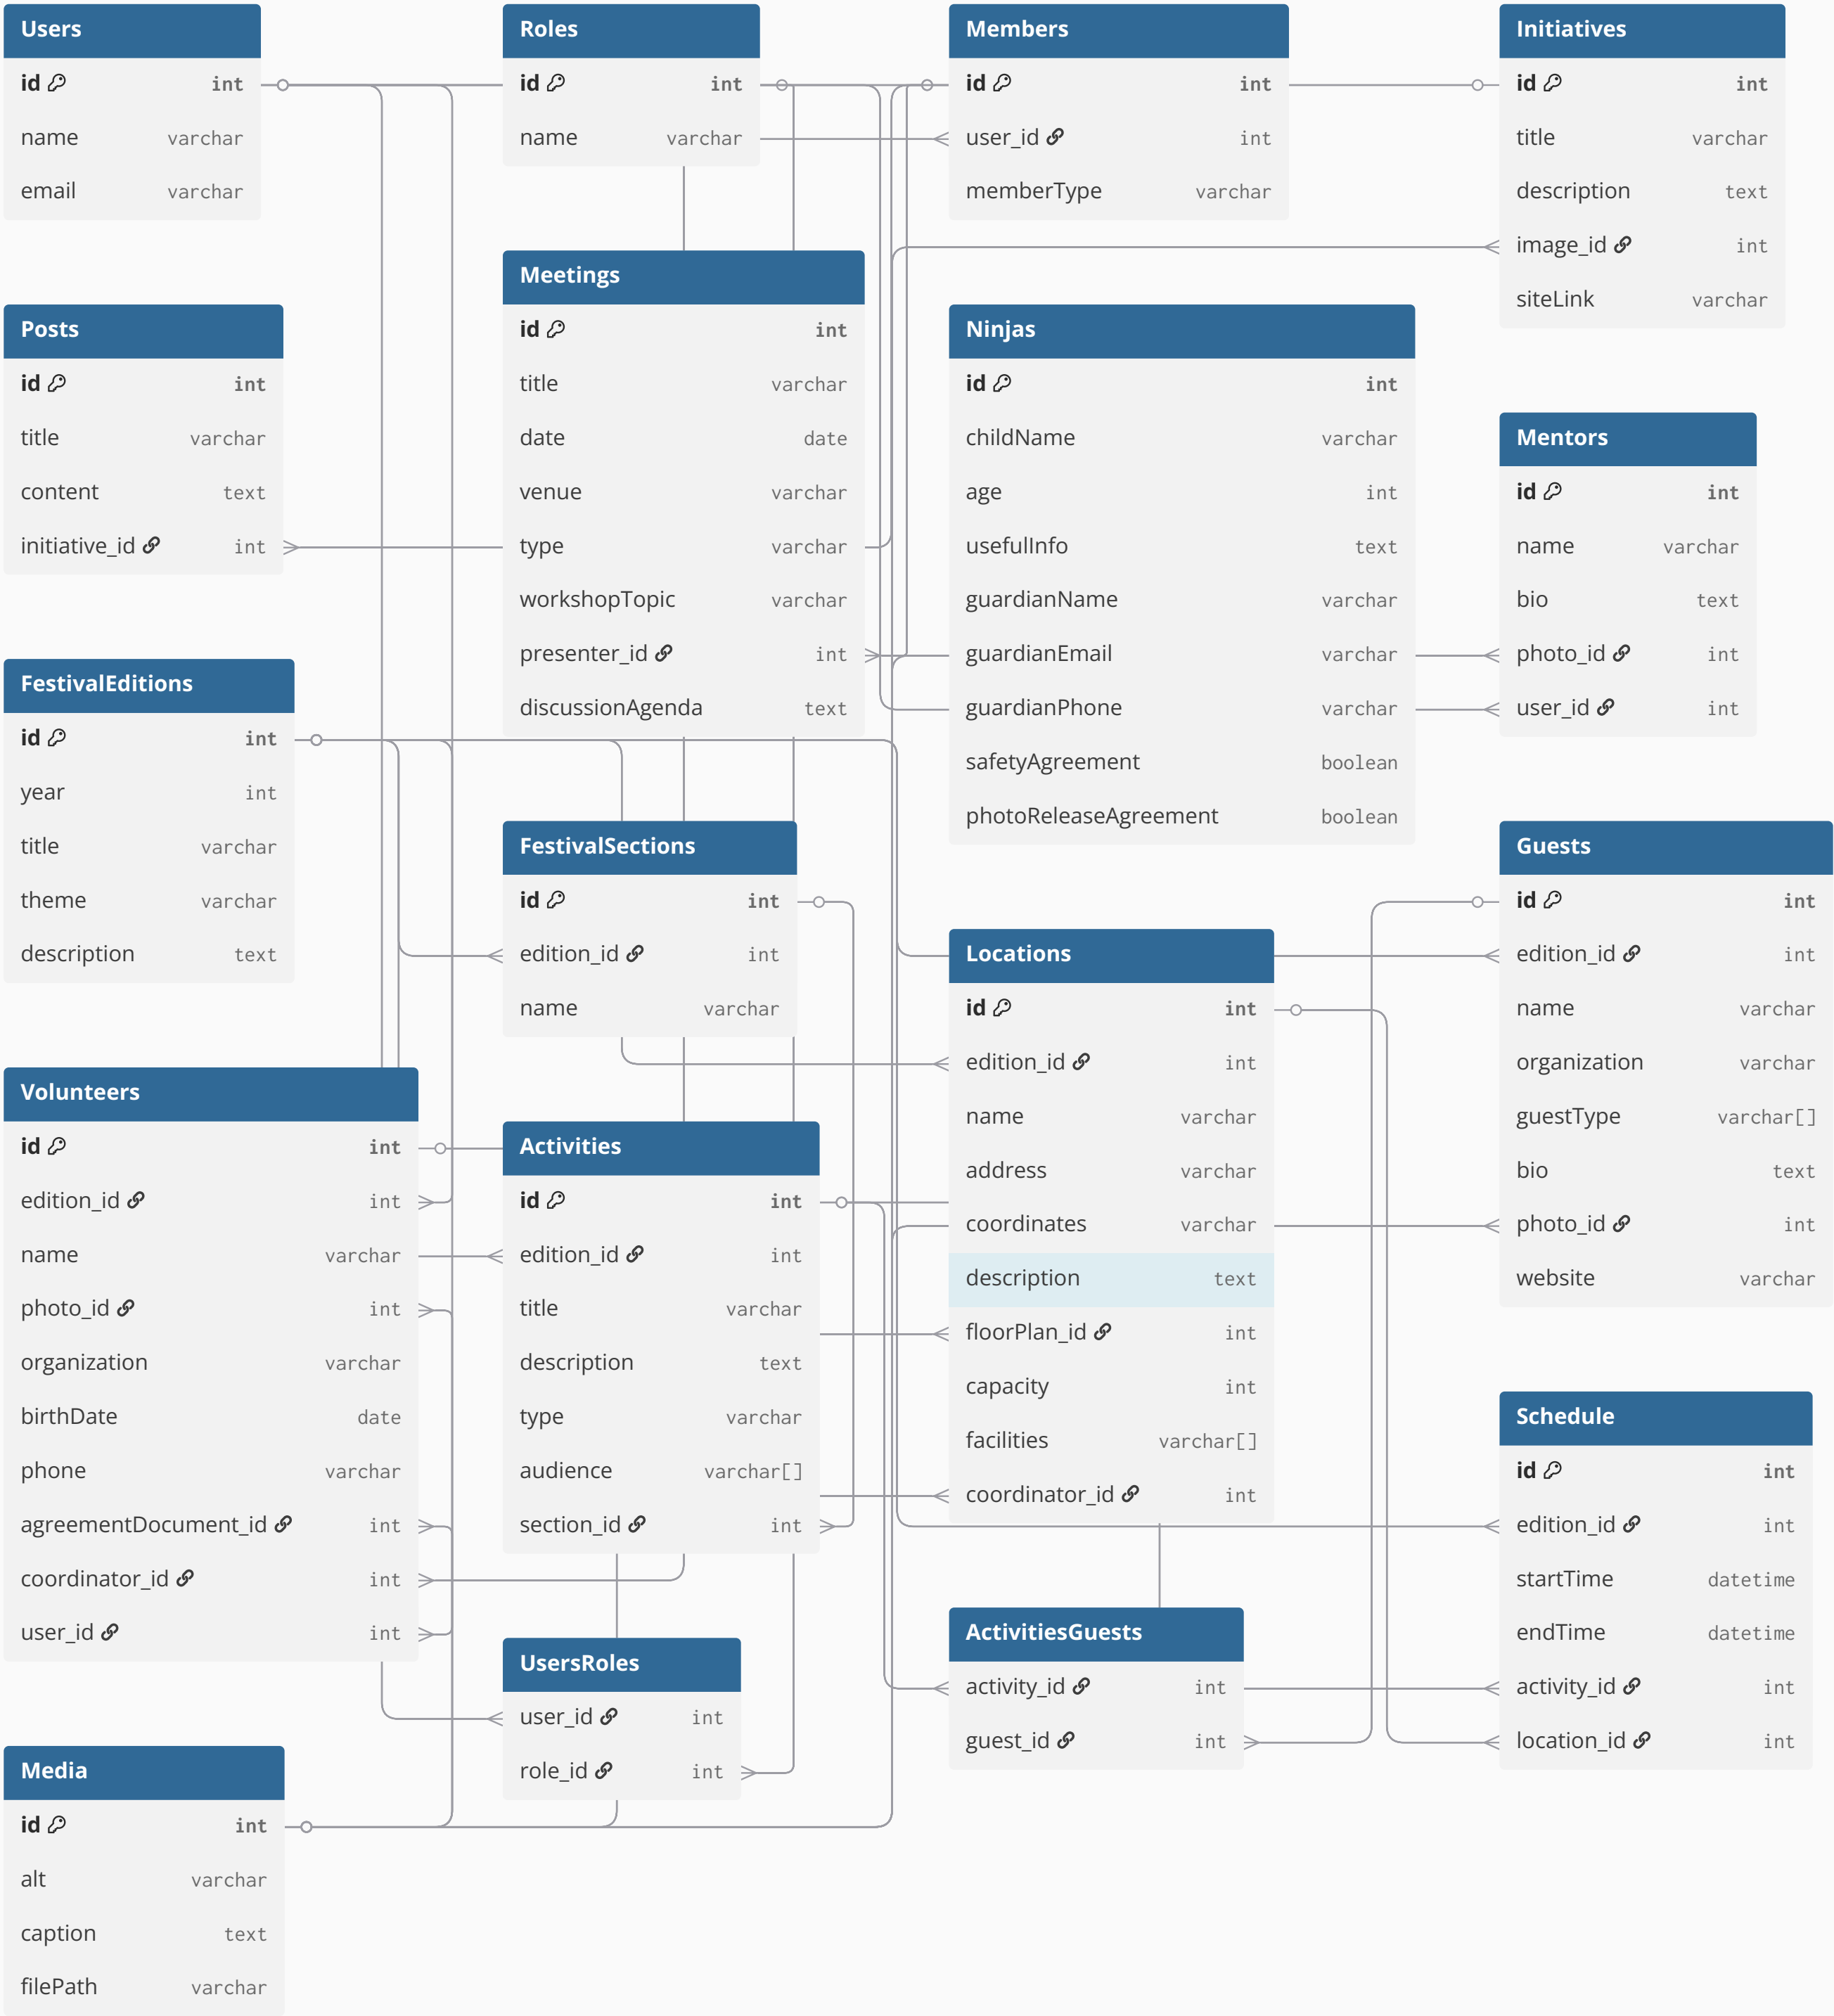 Users
id int
name varchar
email varchar
Roles
id int
name varchar
Members
id int
user_id int
memberType varchar
Initiatives
id int
title varchar
description text
image_id int
siteLink varchar
Posts
id int
title varchar
content text
initiative_id int
Meetings
id int
title varchar
date date
venue varchar
type varchar
workshopTopic varchar
presenter_id int
discussionAgenda text
Ninjas
id int
childName varchar
age int
usefulInfo text
guardianName varchar
guardianEmail varchar
guardianPhone varchar
safetyAgreement boolean
photoReleaseAgreement boolean
Mentors
id int
name varchar
bio text
photo_id int
user_id int
FestivalEditions
id int
year int
title varchar
theme varchar
description text
FestivalSections
id int
edition_id int
name varchar
Locations
id int
edition_id int
name varchar
address varchar
coordinates varchar
description text
floorPlan_id int
capacity int
facilities varchar[]
coordinator_id int
Guests
id int
edition_id int
name varchar
organization varchar
guestType varchar[]
bio text
photo_id int
website varchar
Volunteers
id int
edition_id int
name varchar
photo_id int
organization varchar
birthDate date
phone varchar
agreementDocument_id int
coordinator_id int
user_id int
Activities
id int
edition_id int
title varchar
description text
type varchar
audience varchar[]
section_id int
Schedule
id int
edition_id int
startTime datetime
endTime datetime
activity_id int
location_id int
UsersRoles
user_id int
role_id int
ActivitiesGuests
activity_id int
guest_id int
Media
id int
alt varchar
caption text
filePath varchar